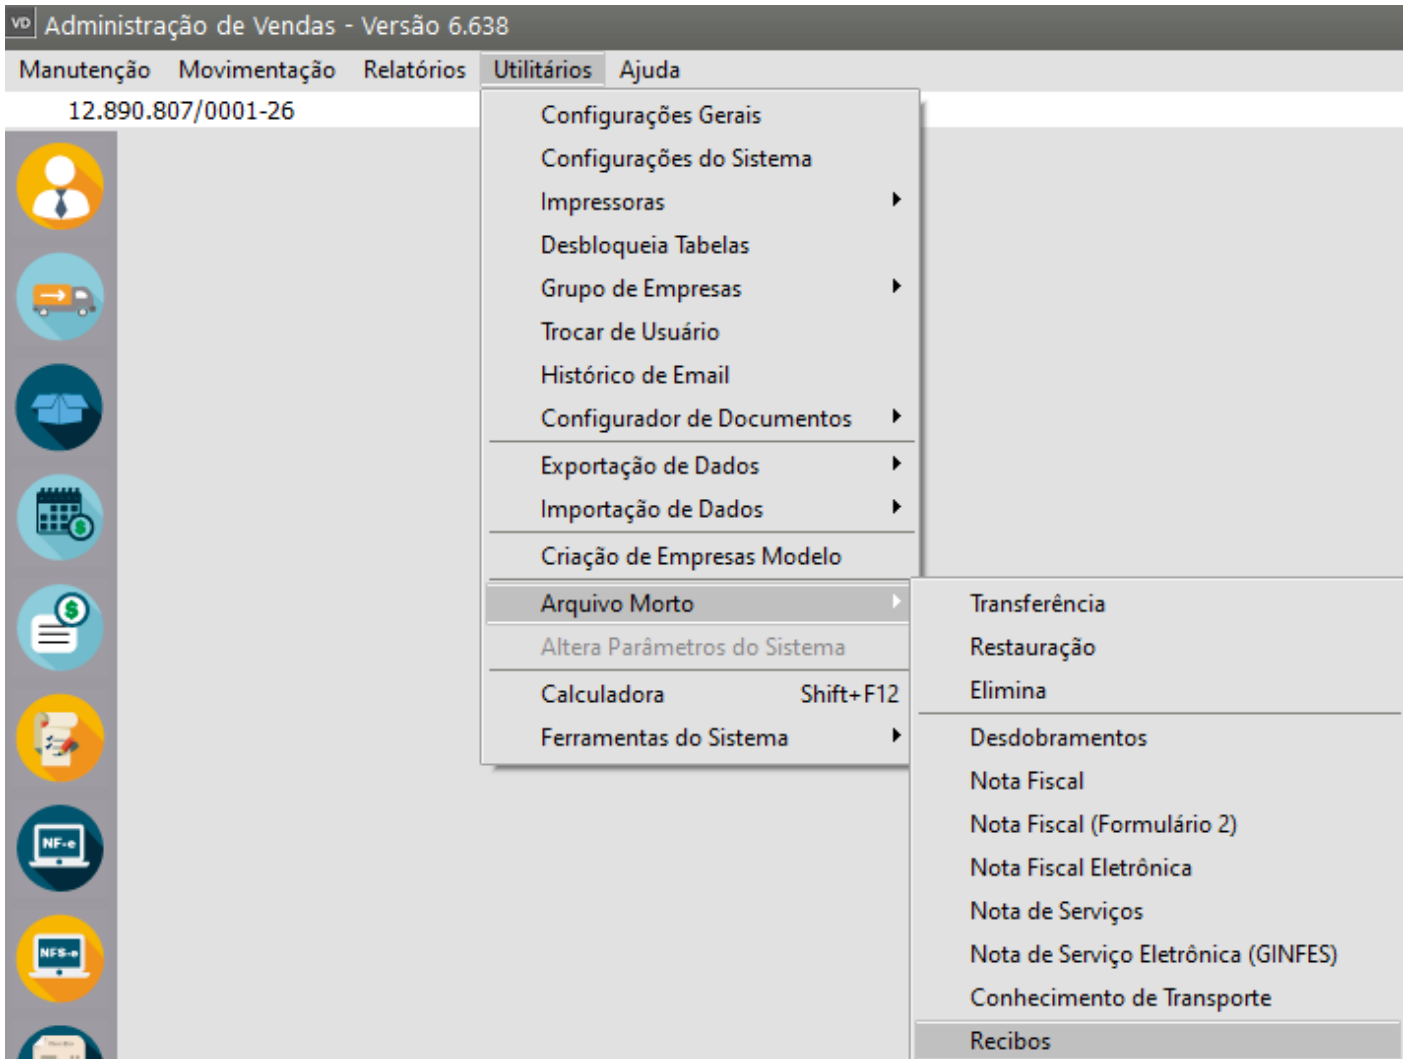 VD Administração de Vendas - Versão 6.638
Manutenção Movimentação Relatórios Utilitários Ajuda
12.890.807/0001-26
Configurações Gerais
Configurações do Sistema
Impressoras
Desbloqueia Tabelas
Grupo de Empresas
Trocar de Usuário
Histórico de Email
Configurador de Documentos
Exportação de Dados
Importação de Dados
Criação de Empresas Modelo
Arquivo Morto
Altera Parâmetros do Sistema
Calculadora Shift+F12
Ferramentas do Sistema
Transferência
Restauração
Elimina
Desdobramentos
Nota Fiscal
Nota Fiscal (Formulário 2)
Nota Fiscal Eletrônica
Nota de Serviços
Nota de Serviço Eletrônica (GINFES)
Conhecimento de Transporte
Recibos
$
$
NF-e
NFS-e